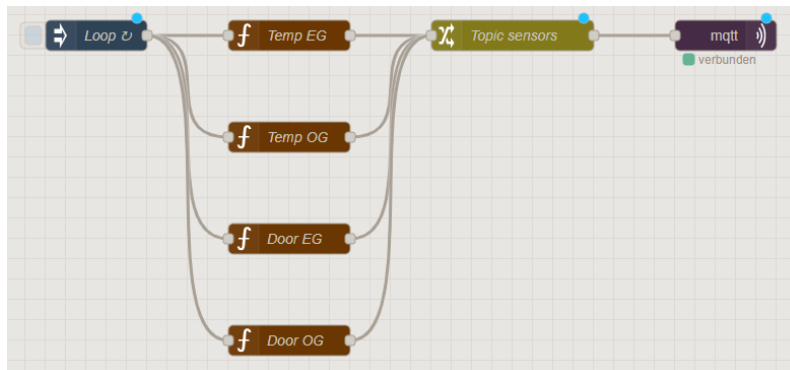 Loop ↻
Temp EG
Topic sensors
mqtt
verbunden
Temp OG
Door EG
Door OG